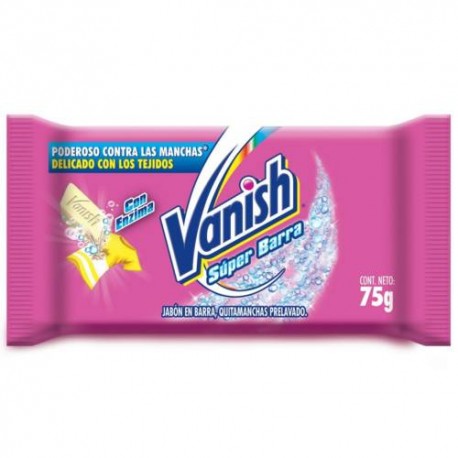 PODEROSO CONTRA LAS MANCHAS*
DELICADO CON LOS TEJIDOS
Con
Enzima
Vanish
Vanish
Súper Barra
CONT. NETO:
75g
JABÓN EN BARRA, QUITAMANCHAS PRELAVADO.